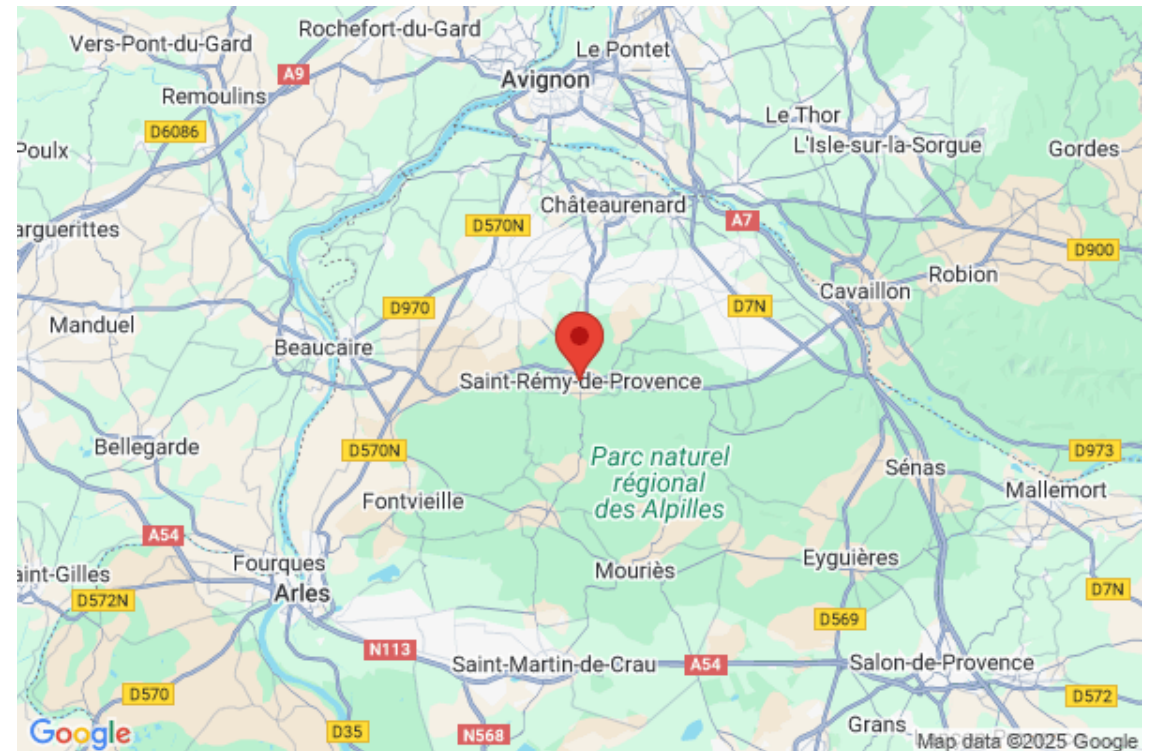 Rochefort-du-Gard
Vers-Pont-du-Gard
Le Pontet
A9
Avignon
Remoulins
Le Thor
D6086
L'Isle-sur-la-Sorgue
Poulx
Gordes
Châteaurenard
A7
D570N
arguerittes
D900
Robion
Cavaillon
D970
D7N
Manduel
Beaucaire
Saint-Rémy-de-Provence
Bellegarde
D570N
D973
Parc naturel
régional
des Alpilles
Sénas
Mallemort
Fontvieille
A54
Eyguières
Fourques
Mouriès
aint-Gilles
D7N
Arles
D572N
D569
N113
Saint-Martin-de-Crau
A54
Salon-de-Provence
D570
D572
Grans
D35
N568
Google
Map data ©2025 Google